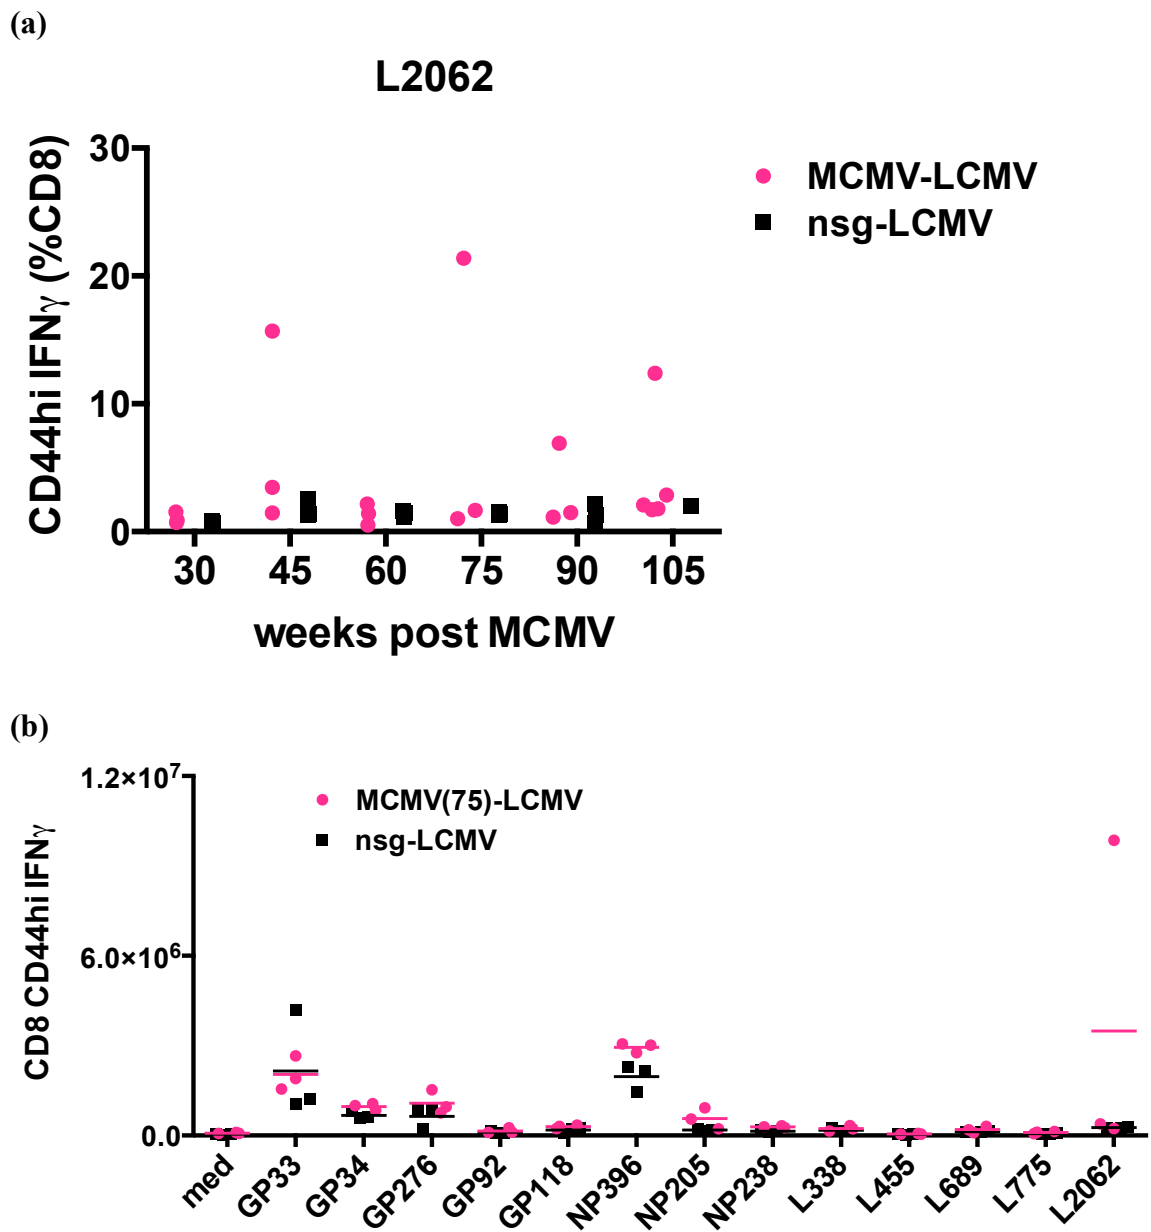 (a)
L2062
CD44hi IFNγ (%CD8)
30
20
10
0
30 45 60 75 90 105
weeks post MCMV
MCMV-LCMV
nsg-LCMV
(b)
CD8 CD44hi IFNγ
1.2×10⁷
6.0×10⁶
0.0
MCMV(75)-LCMV
nsg-LCMV
med GP33 GP34 GP276 GP92 GP118 NP396 NP205 NP238 L338 L455 L689 L775 L2062